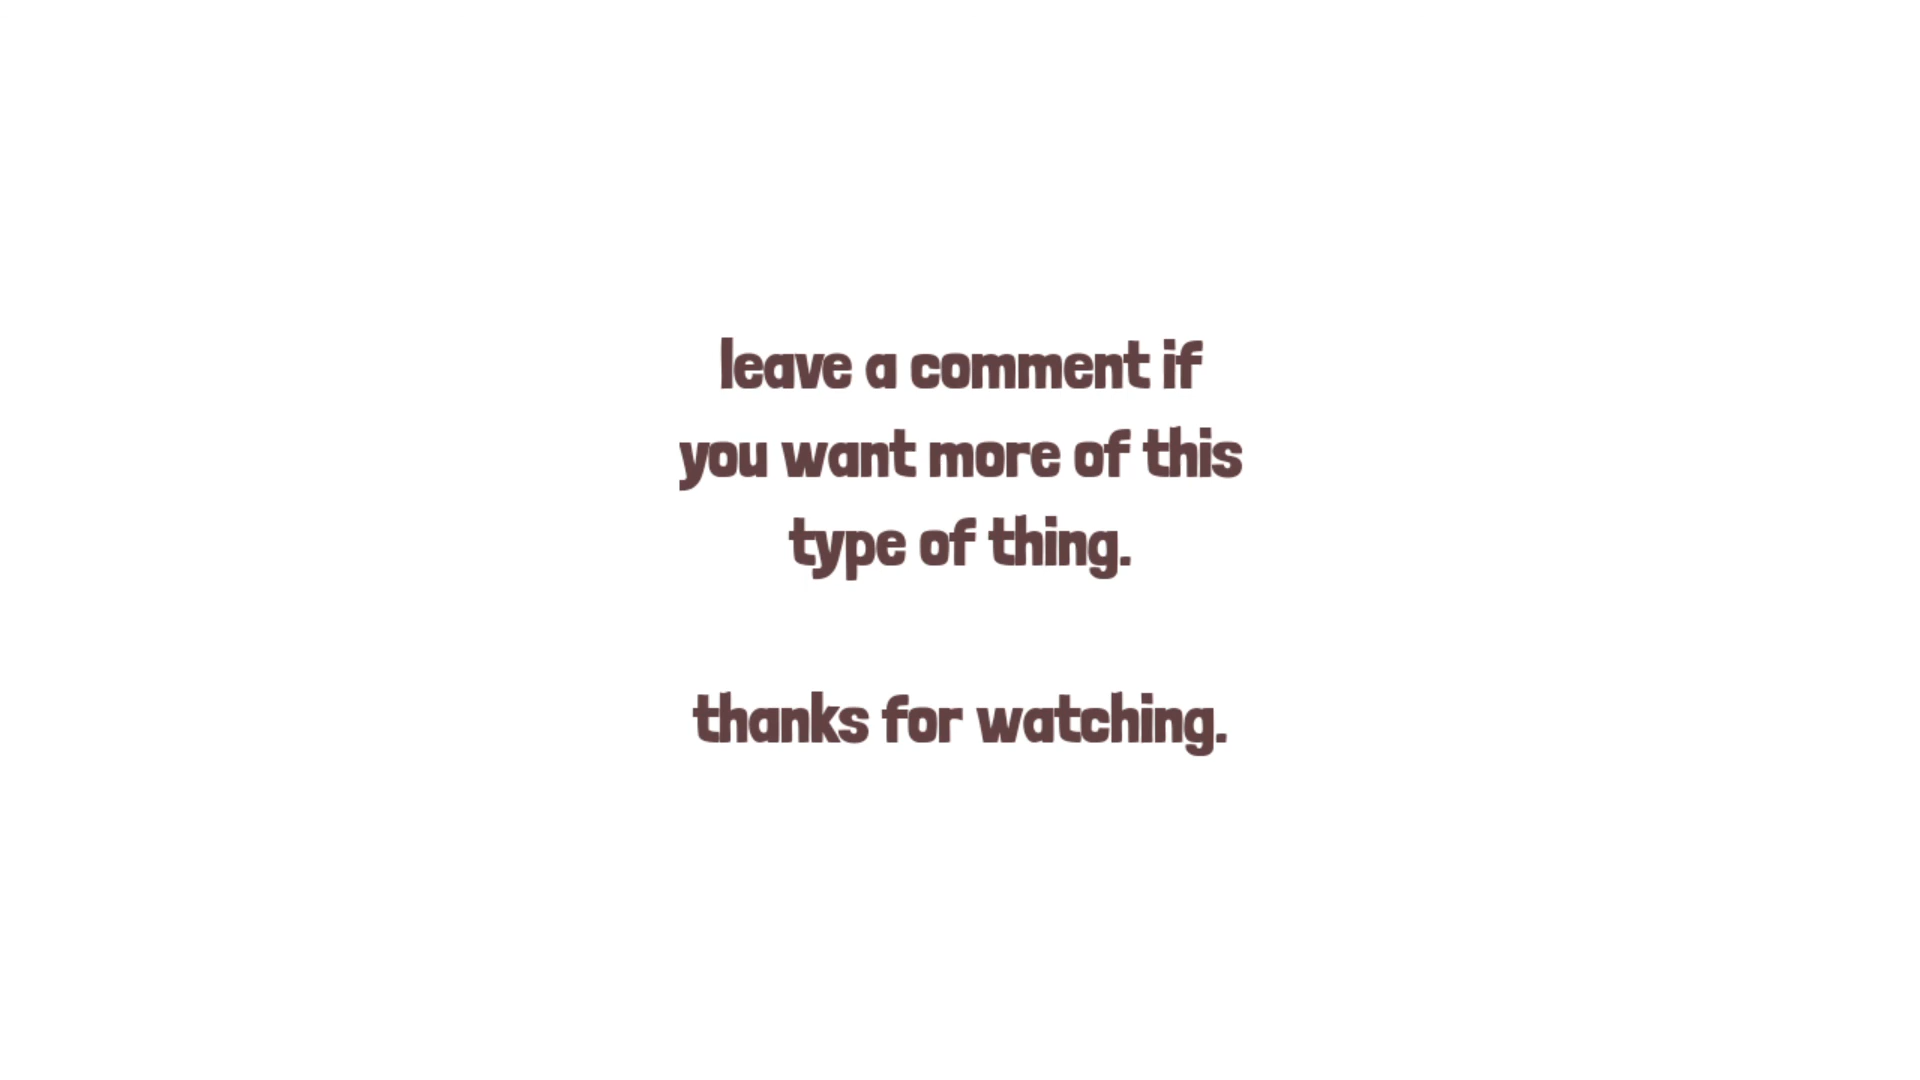 leave a comment if
you want more of this
type of thing.
thanks for watching.